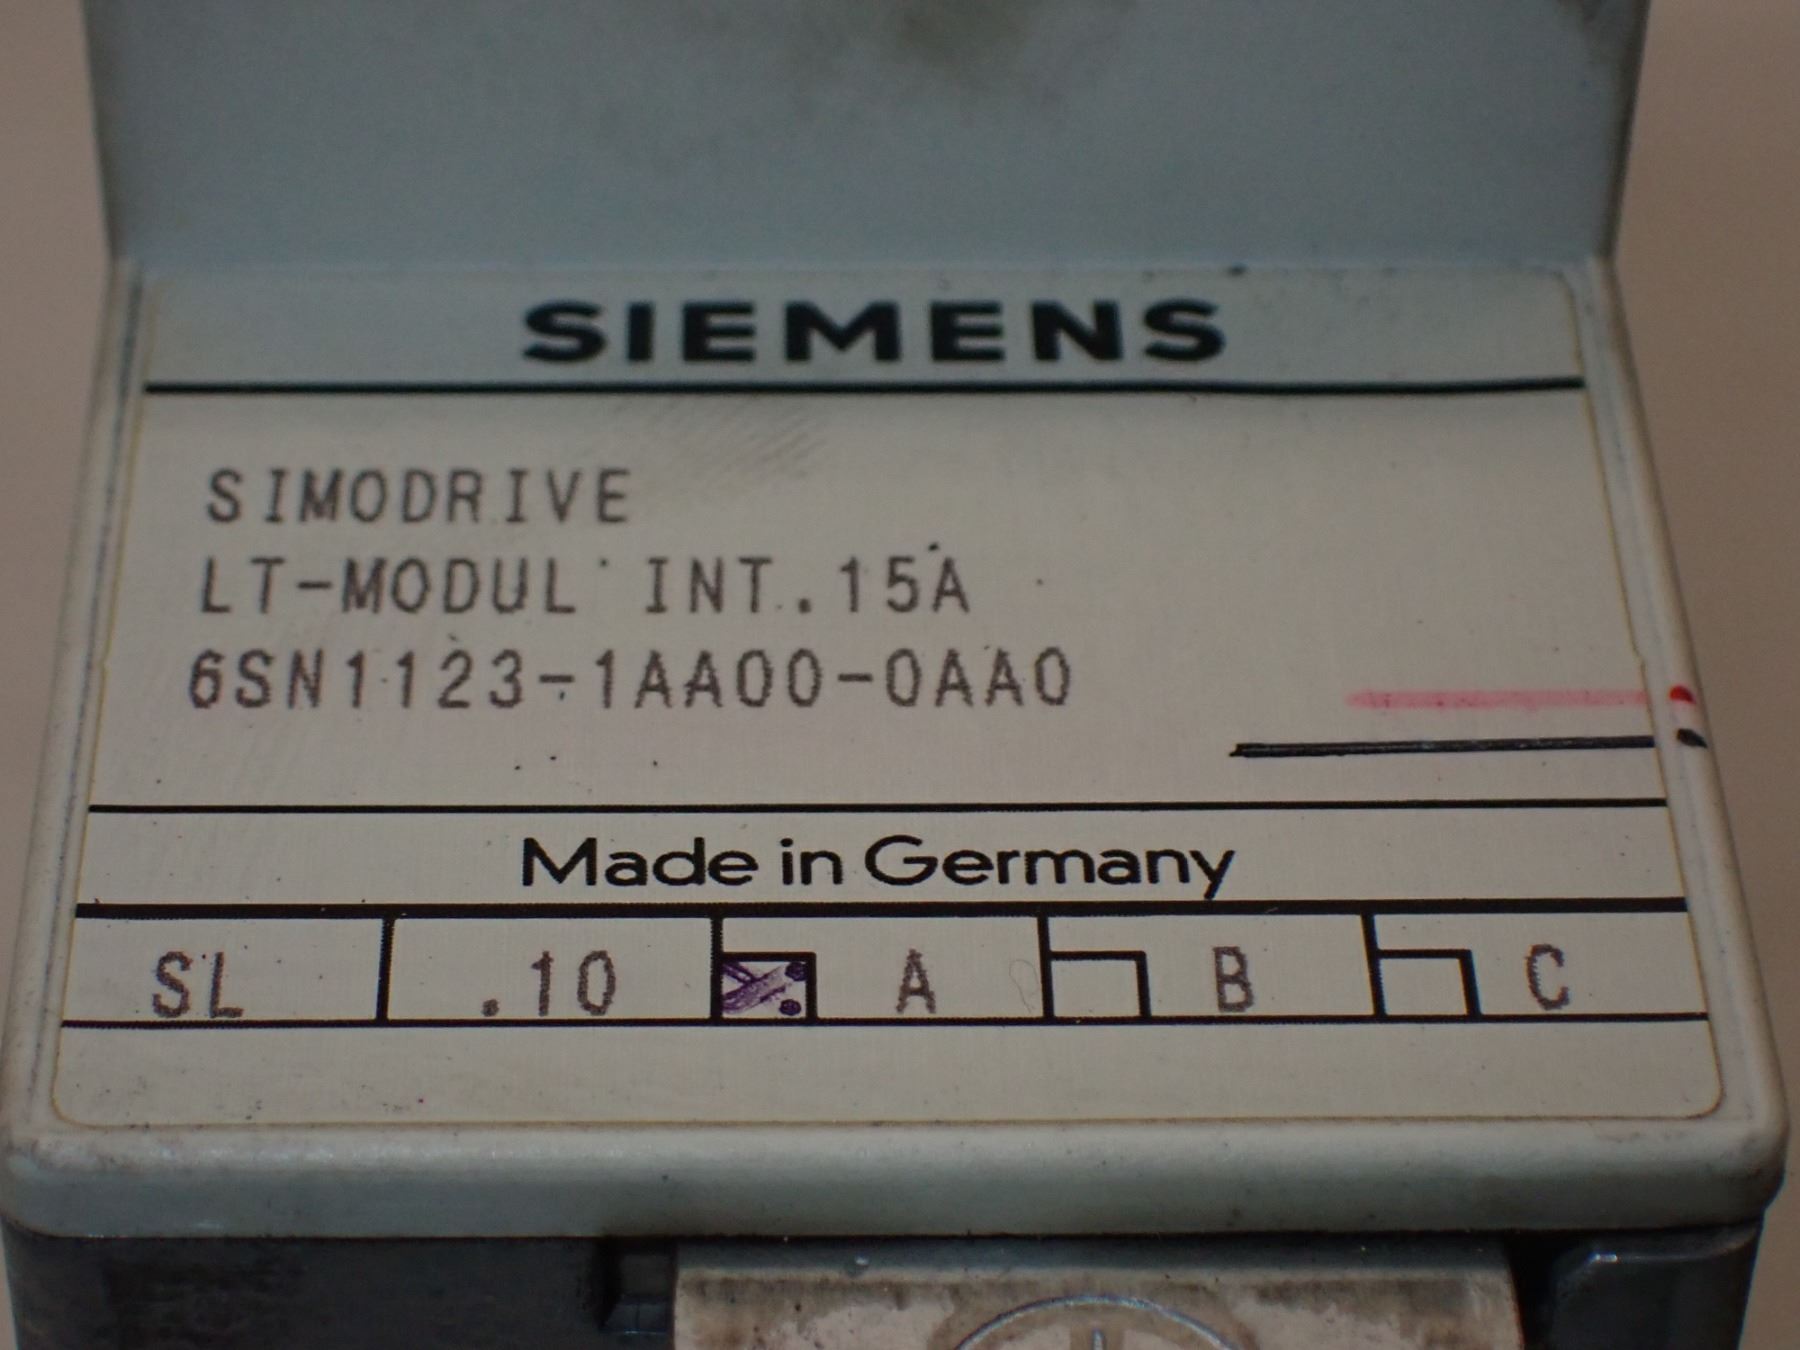 SIEMENS
SIMODRIVE
LT-MODUL INT.15A
6SN1123-1AA00-0AA0
Made in Germany
SL .10 A B C